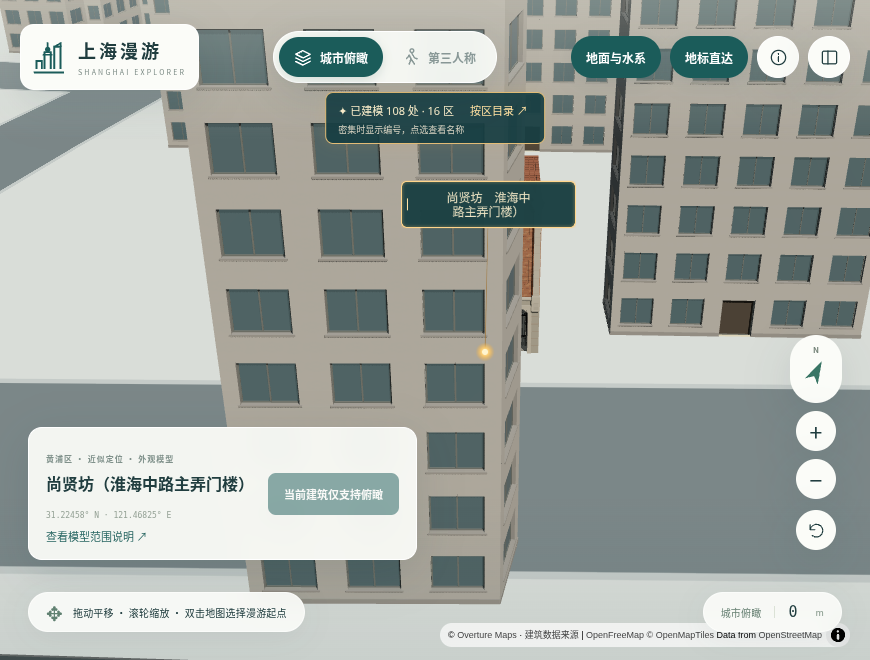 上海漫游
SHANGHAI EXPLORER
城市俯瞰
第三人称
地面与水系
地标直达
✦ 已建模 108 处 · 16 区 按区目录 ↗
密集时显示编号，点选查看名称
尚贤坊 淮海中
路主弄门楼）
N
+
−
黄浦区 · 近似定位 · 外观模型
尚贤坊（淮海中路主弄门楼）
当前建筑仅支持俯瞰
31.22458° N · 121.46825° E
查看模型范围说明 ↗
拖动平移 · 滚轮缩放 · 双击地图选择漫游起点
城市俯瞰 0 m
© Overture Maps · 建筑数据来源 | OpenFreeMap © OpenMapTiles Data from OpenStreetMap